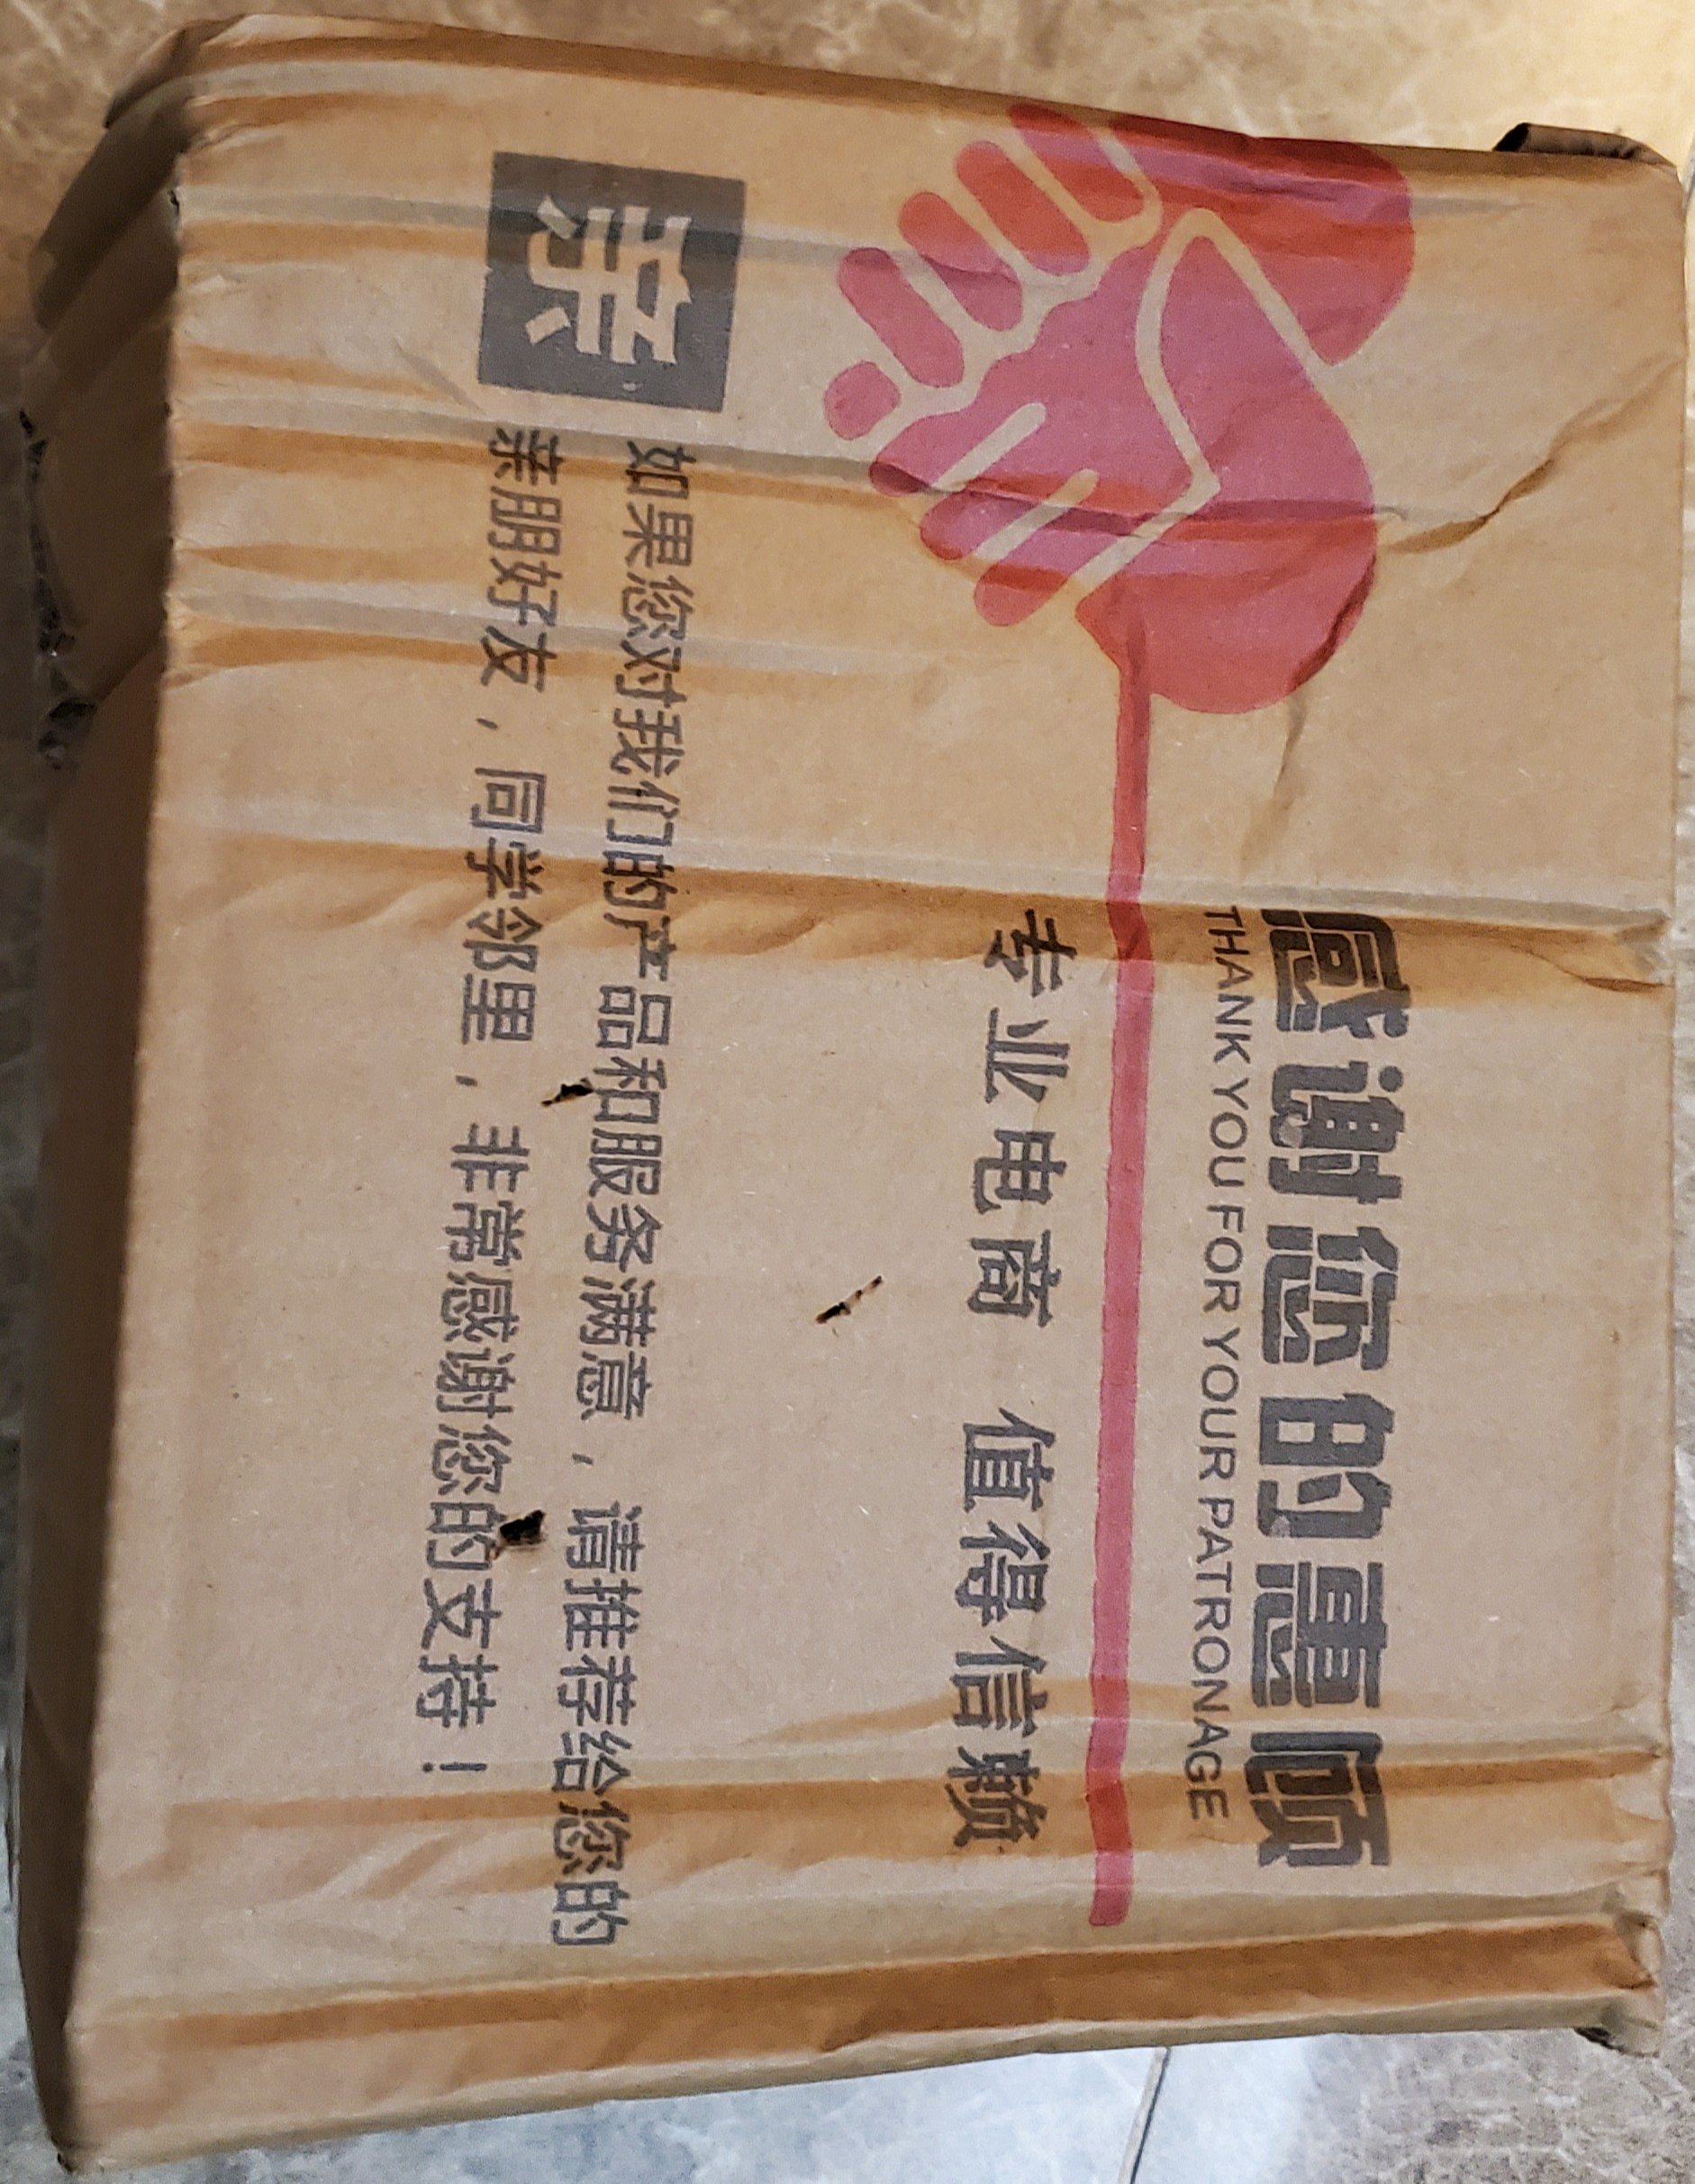 感谢您的惠顾
THANK YOU FOR YOUR PATRONAGE
专业电商 值得信赖
亲
如果您对我们的产品和服务满意，请推荐给您的
亲朋好友，同学邻里，非常感谢您的支持！